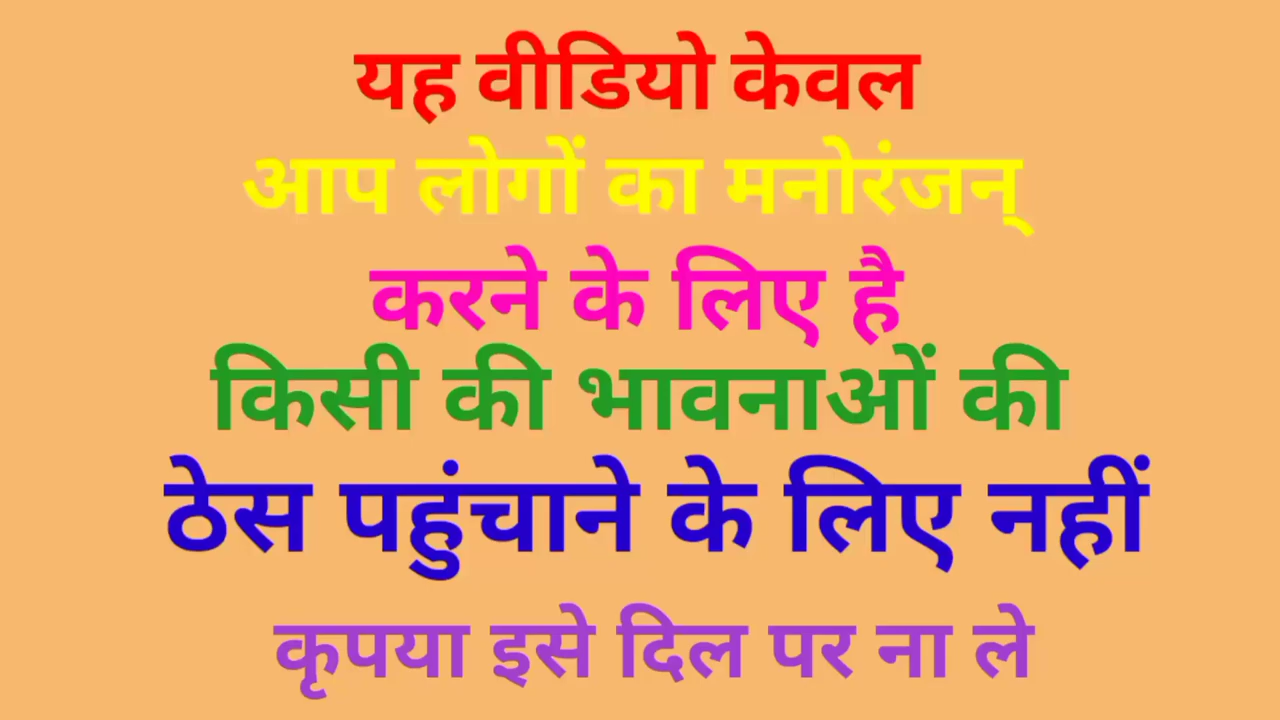 यह वीडियो केवल
आप लोगों का मनोरंजन्
करने के लिए है
किसी की भावनाओं की
ठेस पहुंचाने के लिए नहीं
कृपया इसे दिल पर ना ले